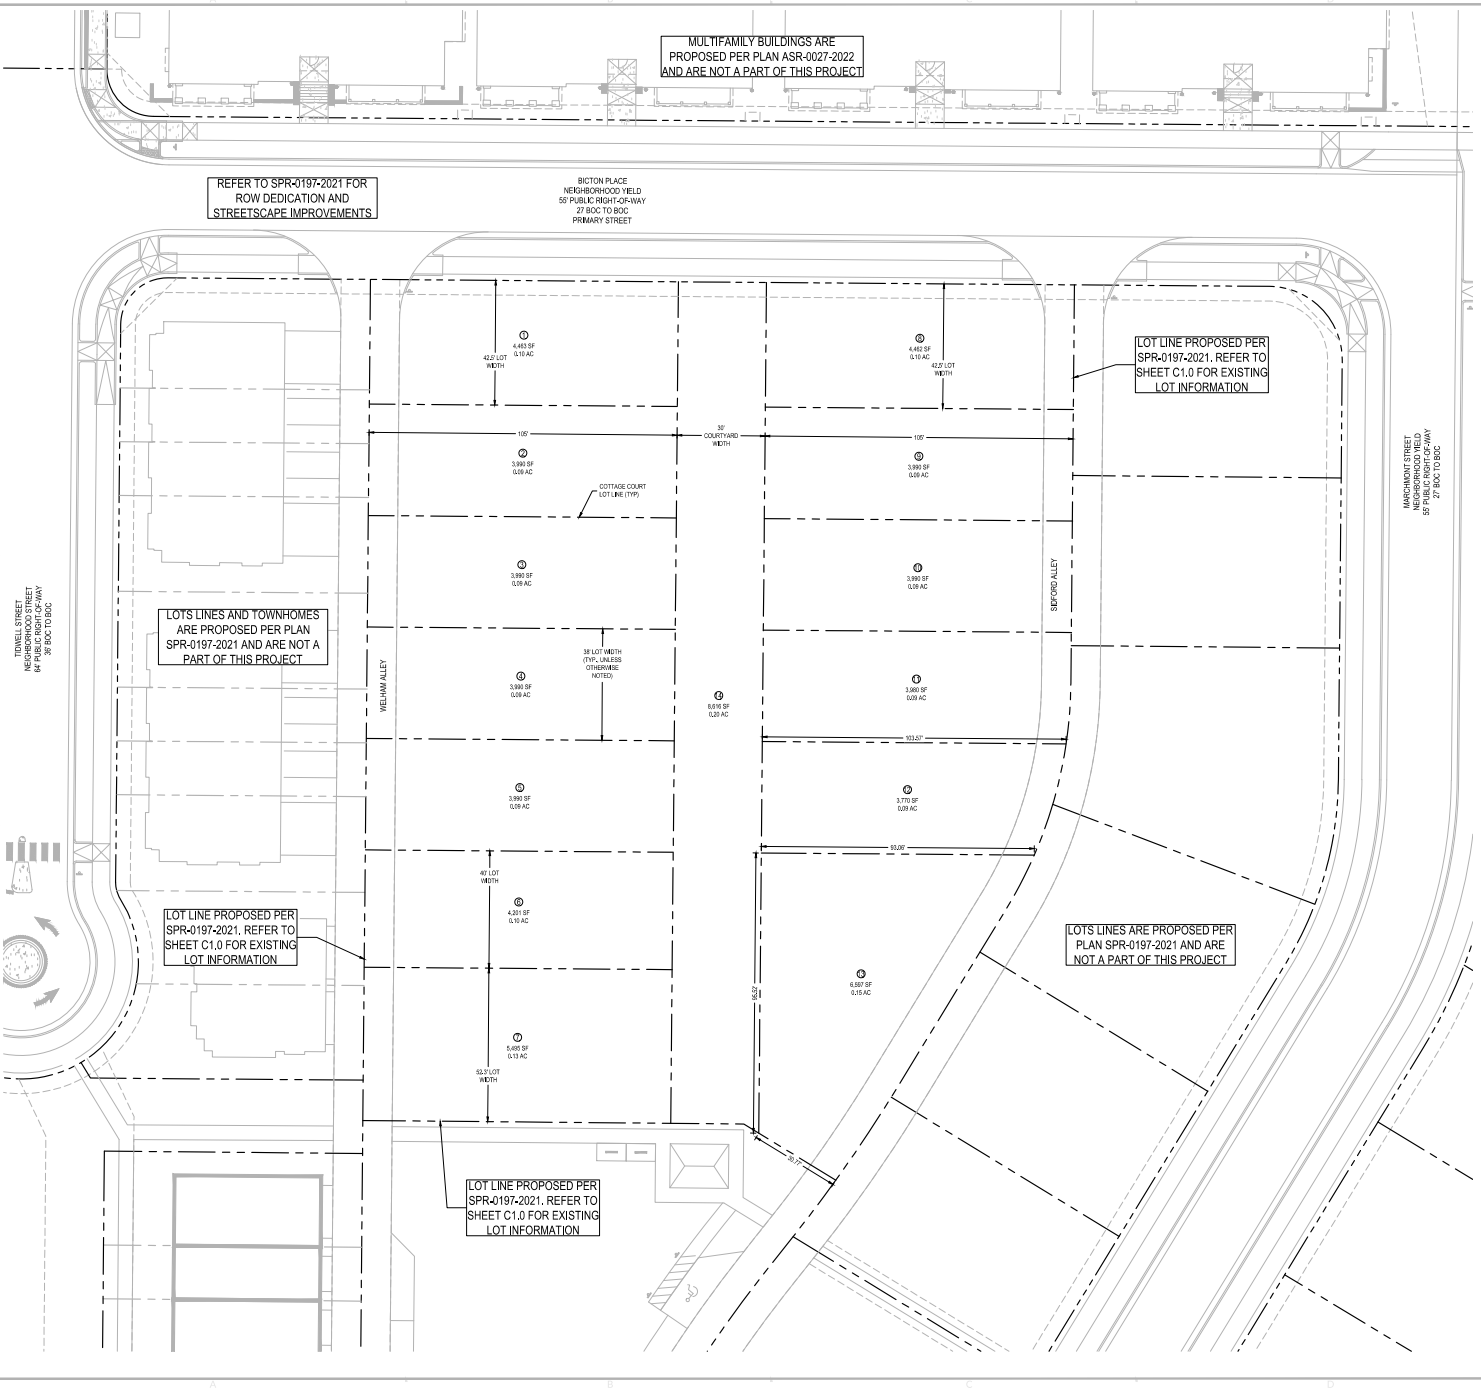 MULTIFAMILY BUILDINGS ARE
PROPOSED PER PLAN ASR-0027-2022
AND ARE NOT A PART OF THIS PROJECT
REFER TO SPR-0197-2021 FOR
ROW DEDICATION AND
STREETSCAPE IMPROVEMENTS
BICTON PLACE
NEIGHBORHOOD YIELD
55' PUBLIC RIGHT-OF-WAY
27 BOC TO BOC
PRIMARY STREET
1
4,463 SF
0.10 AC
42.5' LOT
WIDTH
8
4,462 SF
0.10 AC
42.5' LOT
WIDTH
LOT LINE PROPOSED PER
SPR-0197-2021. REFER TO
SHEET C1.0 FOR EXISTING
LOT INFORMATION
105'
30'
COURTYARD
WIDTH
105'
2
3,990 SF
0.09 AC
9
3,990 SF
0.09 AC
COTTAGE COURT
LOT LINE (TYP)
MARCHMONT STREET
NEIGHBORHOOD YIELD
55' PUBLIC RIGHT-OF-WAY
27' BOC TO BOC
3
3,990 SF
0.09 AC
10
3,990 SF
0.09 AC
SIDFORD ALLEY
TIDWELL STREET
NEIGHBORHOOD STREET
64' PUBLIC RIGHT-OF-WAY
36' BOC TO BOC
LOTS LINES AND TOWNHOMES
ARE PROPOSED PER PLAN
SPR-0197-2021 AND ARE NOT A
PART OF THIS PROJECT
WELHAM ALLEY
38' LOT WIDTH
(TYP., UNLESS
OTHERWISE
NOTED)
4
3,990 SF
0.09 AC
14
8,616 SF
0.20 AC
11
3,980 SF
0.09 AC
103.57'
5
3,990 SF
0.09 AC
12
3,770 SF
0.09 AC
93.06'
40' LOT
WIDTH
6
4,201 SF
0.10 AC
LOT LINE PROPOSED PER
SPR-0197-2021. REFER TO
SHEET C1.0 FOR EXISTING
LOT INFORMATION
LOTS LINES ARE PROPOSED PER
PLAN SPR-0197-2021 AND ARE
NOT A PART OF THIS PROJECT
13
6,597 SF
0.15 AC
95.52'
7
5,495 SF
0.13 AC
52.3' LOT
WIDTH
30.77'
LOT LINE PROPOSED PER
SPR-0197-2021. REFER TO
SHEET C1.0 FOR EXISTING
LOT INFORMATION